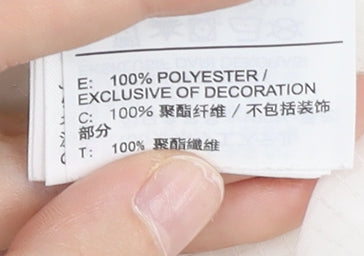 E: 100% POLYESTER /
EXCLUSIVE OF DECORATION
C: 100% 聚酯纤维 / 不包括装饰
部分
T: 100% 聚酯纖維